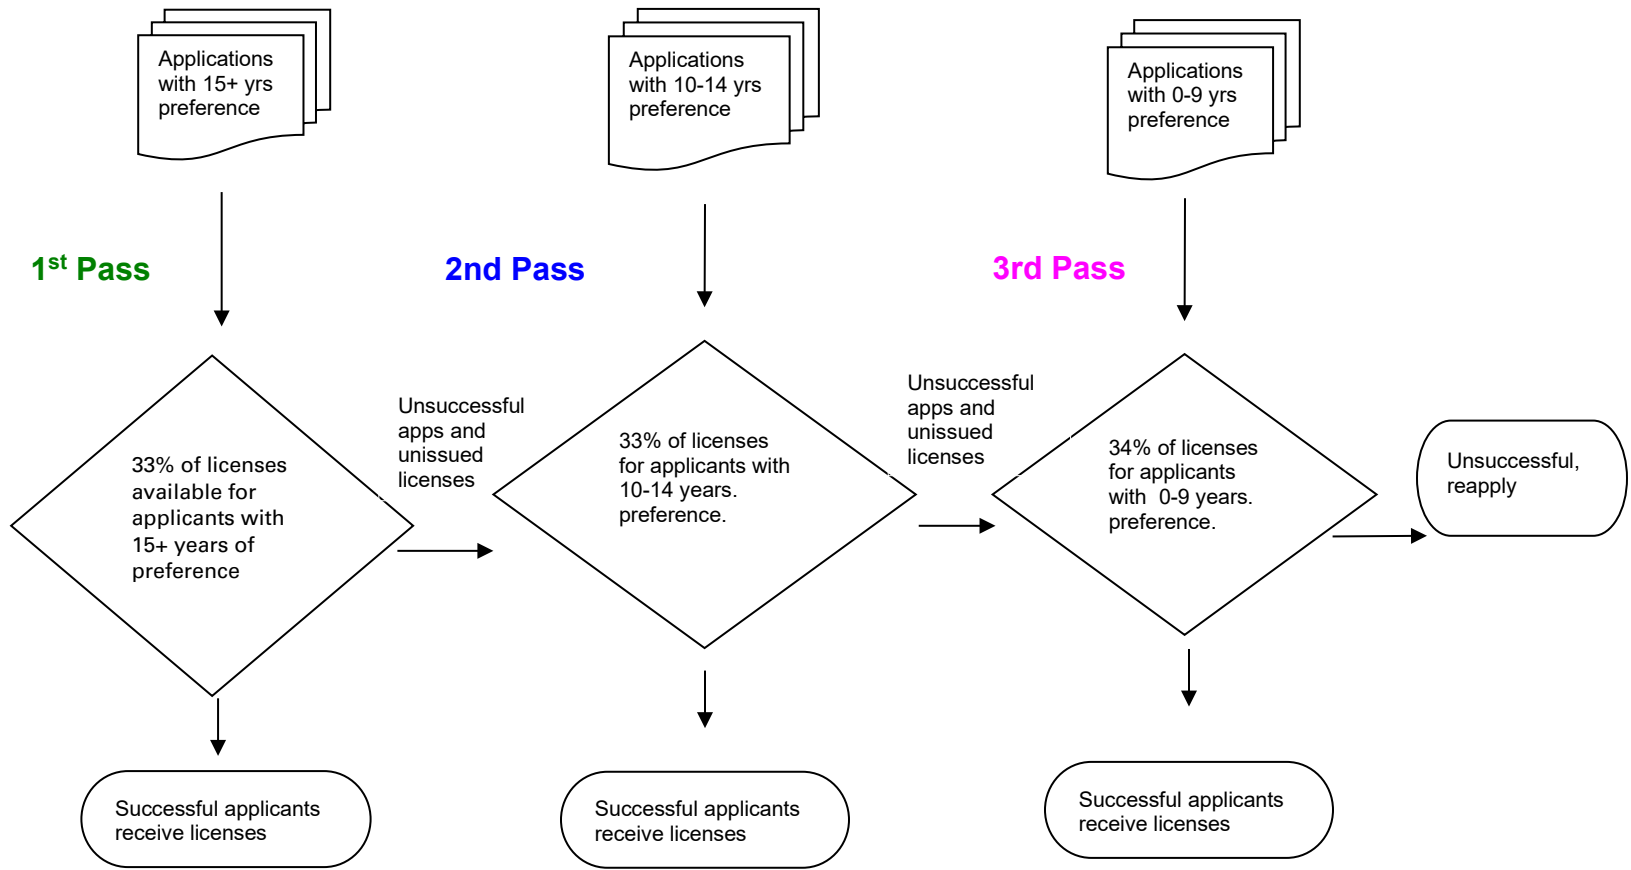 Applications
with 15+ yrs
preference
Applications
with 10-14 yrs
preference
Applications
with 0-9 yrs
preference
1st Pass
2nd Pass
3rd Pass
33% of licenses
available for
applicants with
15+ years of
preference
Unsuccessful
apps and
unissued
licenses
33% of licenses
for applicants with
10-14 years.
preference.
Unsuccessful
apps and
unissued
licenses
34% of licenses
for applicants
with  0-9 years.
preference.
Unsuccessful,
reapply
Successful applicants
receive licenses
Successful applicants
receive licenses
Successful applicants
receive licenses